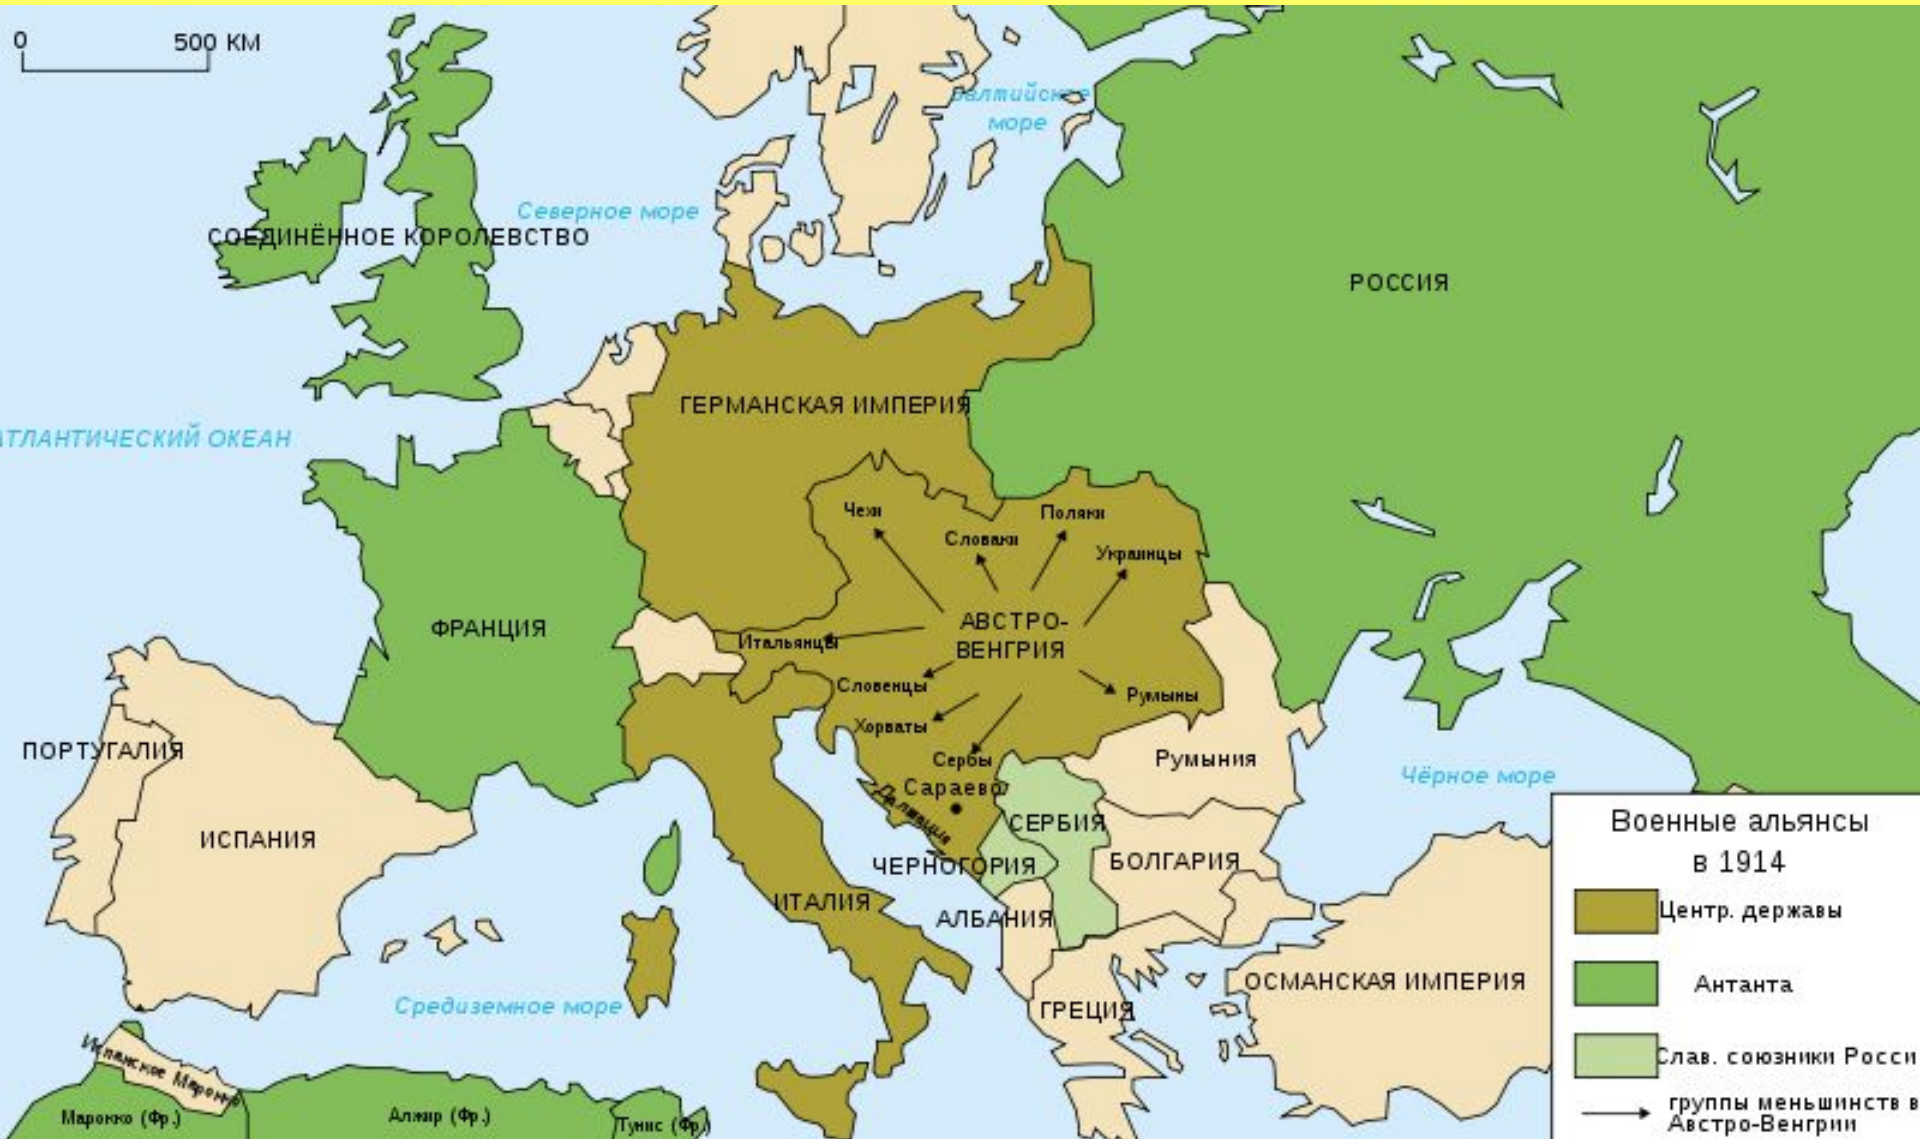 0 500 КМ
Балтийское
море
Северное море
СОЕДИНЁННОЕ КОРОЛЕВСТВО
РОССИЯ
ГЕРМАНСКАЯ ИМПЕРИЯ
АТЛАНТИЧЕСКИЙ ОКЕАН
Чехи
Поляки
Словаки
Украинцы
АВСТРО-
ВЕНГРИЯ
ФРАНЦИЯ
Итальянцы
Словенцы
Румыны
Хорваты
Сербы
Сараево
Далмация
ПОРТУГАЛИЯ
Румыния
Чёрное море
ИСПАНИЯ
СЕРБИЯ
ЧЕРНОГОРИЯ
БОЛГАРИЯ
ИТАЛИЯ
АЛБАНИЯ
ОСМАНСКАЯ ИМПЕРИЯ
Средиземное море
ГРЕЦИЯ
Испанское Марокко
Марокко (Фр.)
Алжир (Фр.)
Тунис (Фр.)
Военные альянсы
в 1914
Центр. державы
Антанта
Слав. союзники Росси
группы меньшинств в
Австро-Венгрии